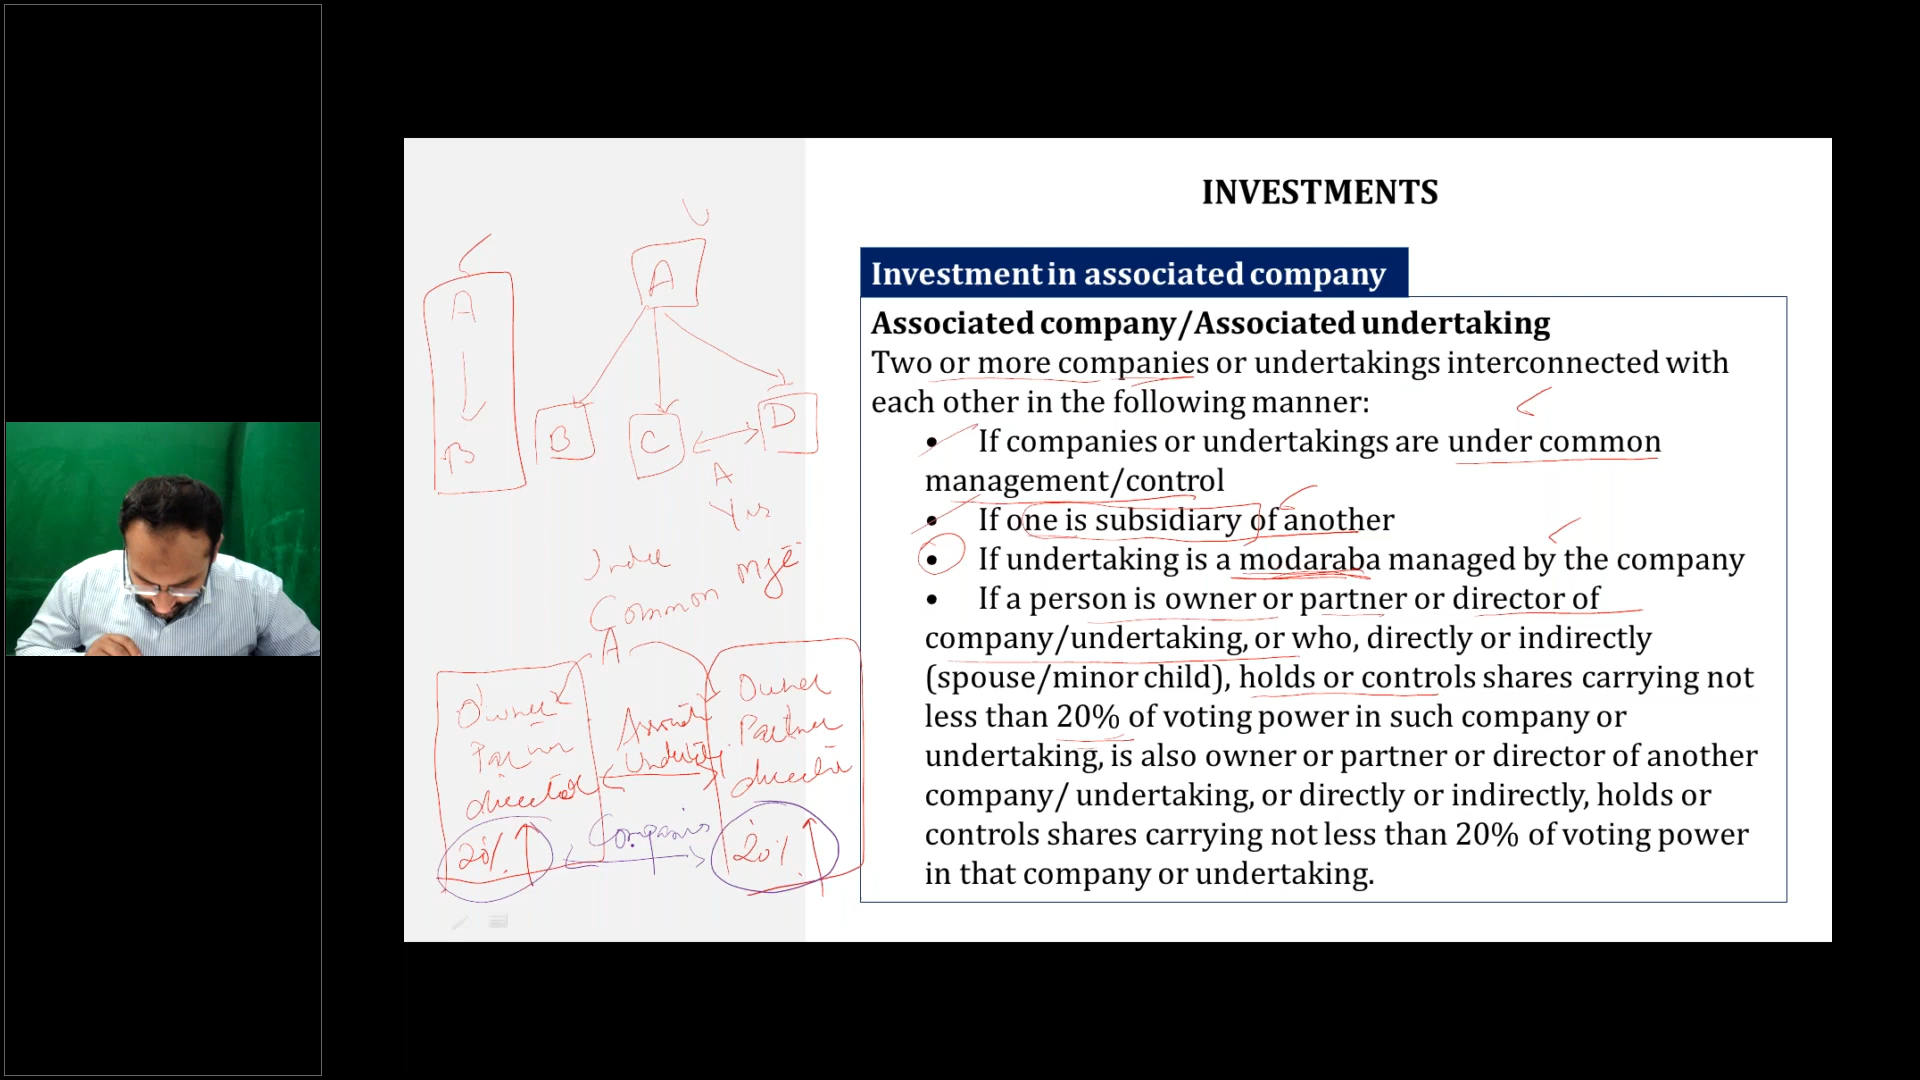 INVESTMENTS
Investment in associated company
Associated company/Associated undertaking
Two or more companies or undertakings interconnected with
each other in the following manner:
• If companies or undertakings are under common
management/control
• If one is subsidiary of another
• If undertaking is a modaraba managed by the company
• If a person is owner or partner or director of
company/undertaking, or who, directly or indirectly
(spouse/minor child), holds or controls shares carrying not
less than 20% of voting power in such company or
undertaking, is also owner or partner or director of another
company/ undertaking, or directly or indirectly, holds or
controls shares carrying not less than 20% of voting power
in that company or undertaking.
A
B
A
B
C
D
A
Yes
Common
A
Owner
director
20%
Owner
Partner
20%